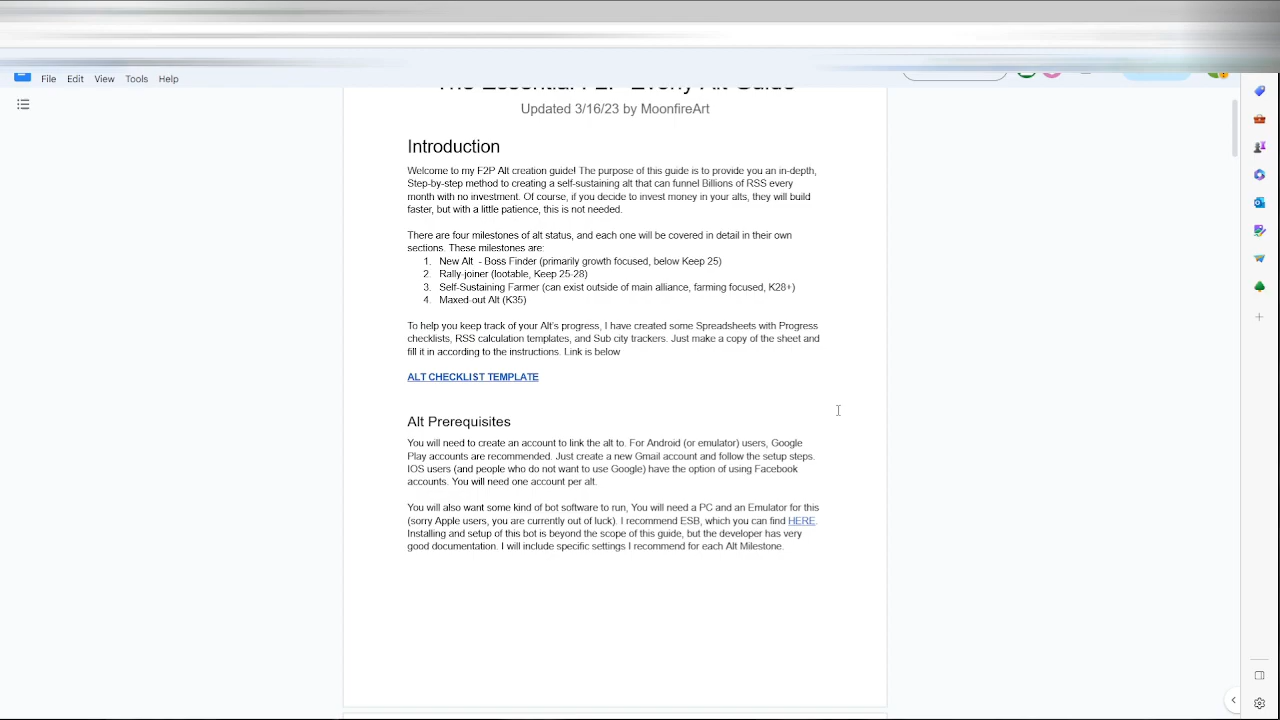 File Edit View Tools Help
The Essential F2P Evony Alt Guide
Updated 3/16/23 by MoonfireArt
Introduction
Welcome to my F2P Alt creation guide! The purpose of this guide is to provide you an in-depth,
Step-by-step method to creating a self-sustaining alt that can funnel Billions of RSS every
month with no investment. Of course, if you decide to invest money in your alts, they will build
faster, but with a little patience, this is not needed.
There are four milestones of alt status, and each one will be covered in detail in their own
sections. These milestones are:
1. New Alt - Boss Finder (primarily growth focused, below Keep 25)
2. Rally-joiner (lootable, Keep 25-28)
3. Self-Sustaining Farmer (can exist outside of main alliance, farming focused, K28+)
4. Maxed-out Alt (K35)
To help you keep track of your Alt's progress, I have created some Spreadsheets with Progress
checklists, RSS calculation templates, and Sub city trackers. Just make a copy of the sheet and
fill it in according to the instructions. Link is below
ALT CHECKLIST TEMPLATE
Alt Prerequisites
You will need to create an account to link the alt to. For Android (or emulator) users, Google
Play accounts are recommended. Just create a new Gmail account and follow the setup steps.
IOS users (and people who do not want to use Google) have the option of using Facebook
accounts. You will need one account per alt.
You will also want some kind of bot software to run, You will need a PC and an Emulator for this
(sorry Apple users, you are currently out of luck). I recommend ESB, which you can find HERE.
Installing and setup of this bot is beyond the scope of this guide, but the developer has very
good documentation. I will include specific settings I recommend for each Alt Milestone.